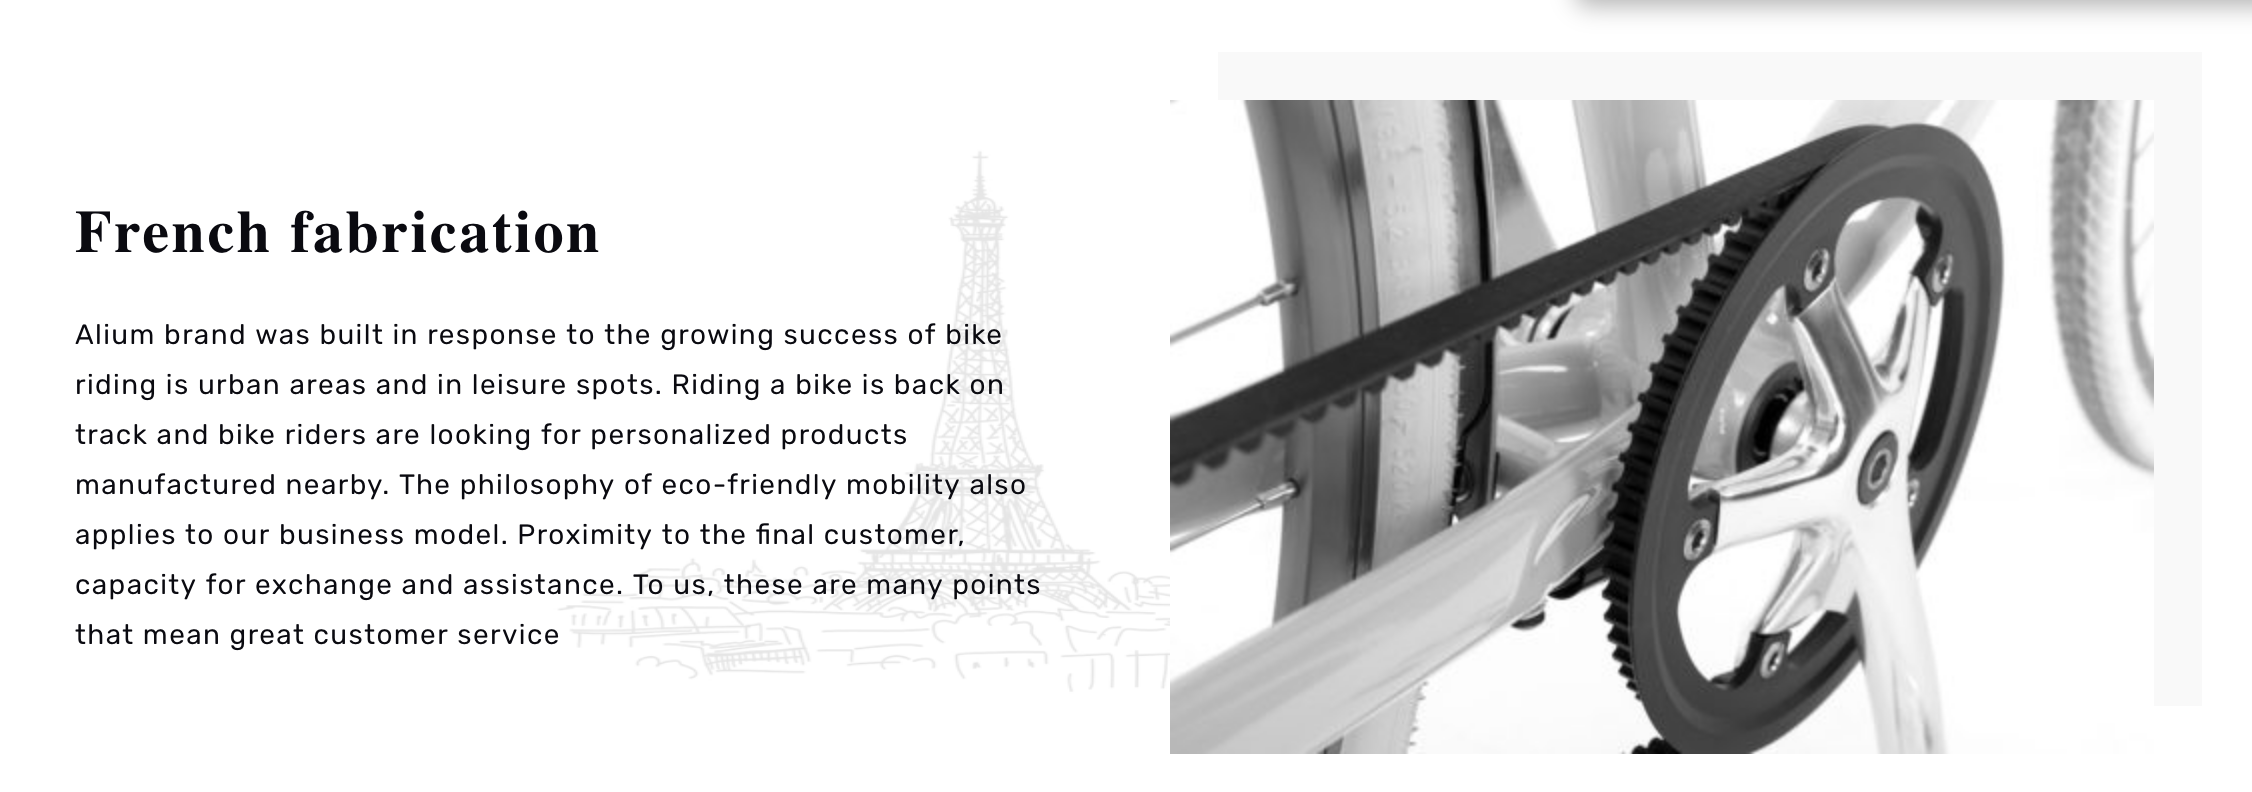 French fabrication
Alium brand was built in response to the growing success of bike
riding is urban areas and in leisure spots. Riding a bike is back on
track and bike riders are looking for personalized products
manufactured nearby. The philosophy of eco-friendly mobility also
applies to our business model. Proximity to the final customer,
capacity for exchange and assistance. To us, these are many points
that mean great customer service